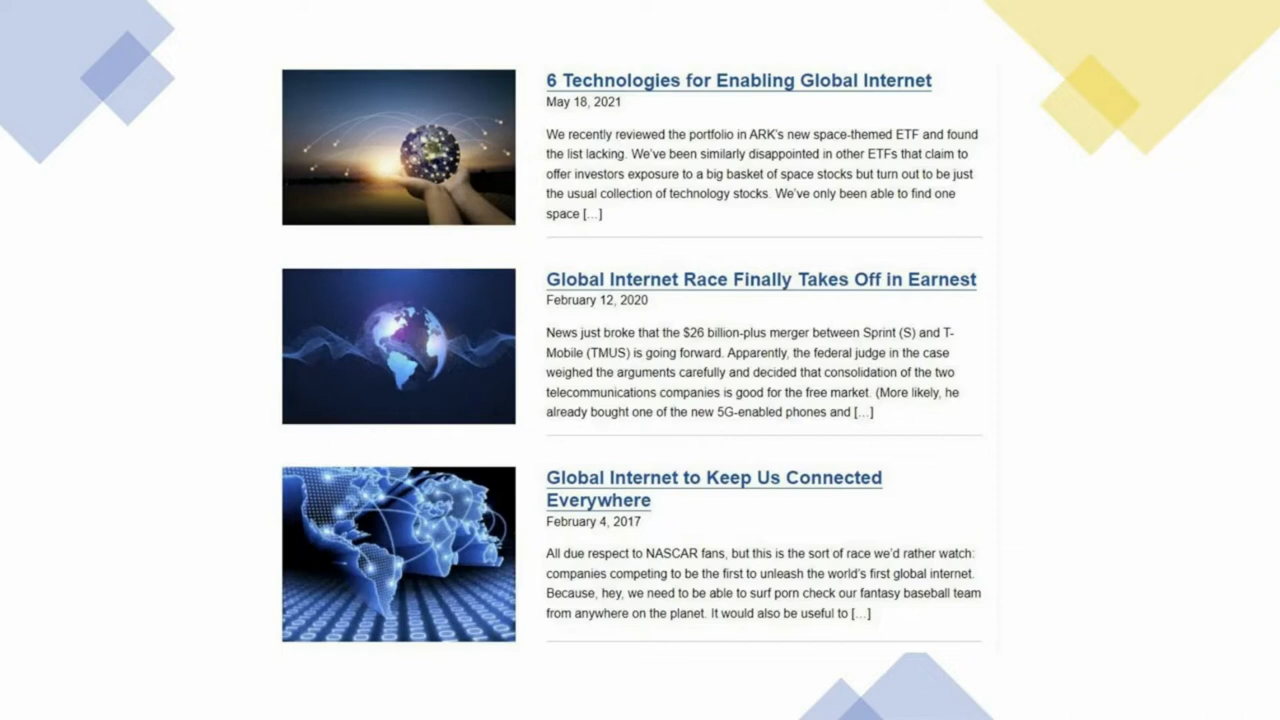 6 Technologies for Enabling Global Internet
May 18, 2021
We recently reviewed the portfolio in ARK's new space-themed ETF and found
the list lacking. We've been similarly disappointed in other ETFs that claim to
offer investors exposure to a big basket of space stocks but turn out to be just
the usual collection of technology stocks. We've only been able to find one
space [...]
Global Internet Race Finally Takes Off in Earnest
February 12, 2020
News just broke that the $26 billion-plus merger between Sprint (S) and T-
Mobile (TMUS) is going forward. Apparently, the federal judge in the case
weighed the arguments carefully and decided that consolidation of the two
telecommunications companies is good for the free market. (More likely, he
already bought one of the new 5G-enabled phones and [...]
Global Internet to Keep Us Connected
Everywhere
February 4, 2017
All due respect to NASCAR fans, but this is the sort of race we'd rather watch:
companies competing to be the first to unleash the world's first global internet.
Because, hey, we need to be able to surf porn check our fantasy baseball team
from anywhere on the planet. It would also be useful to [...]